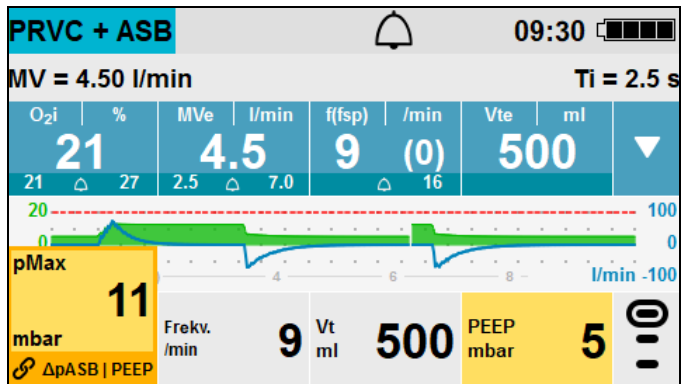 PRVC + ASB 09:30
MV = 4.50 l/min Ti = 2.5 s
O₂i % MVe l/min f(fsp) /min Vte ml
21 4.5 9 (0) 500
21 27 2.5 7.0 16
20 100
0 0
4 6 8 l/min -100
pMax
11
mbar
ΔpASB | PEEP
Frekv.
/min 9
Vt
ml 500
PEEP
mbar 5